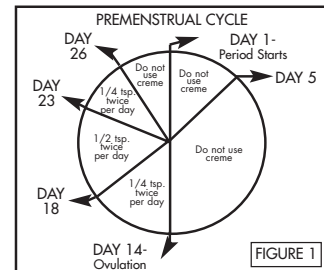 PREMENSTRUAL CYCLE
DAY 1-
Period Starts
DAY
26
Do not
use
creme
Do not
use
creme
DAY 5
DAY
23
1/4 tsp.
twice
per day
1/2 tsp.
twice
per day
Do not use
creme
DAY
18
1/4 tsp.
twice
per day
DAY 14-
Ovulation
FIGURE 1